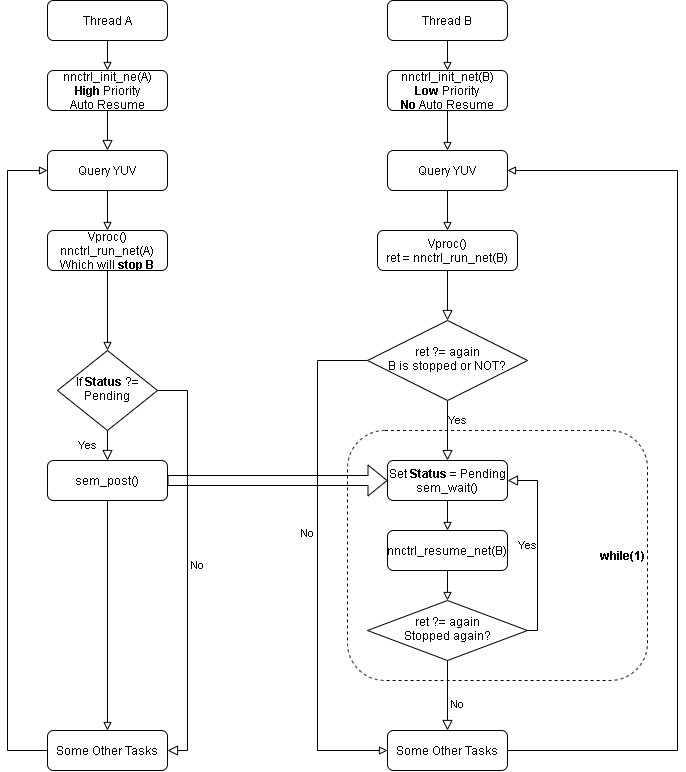 Thread A
nnctrl_init_ne(A)
High Priority
Auto Resume
Query YUV
Vproc()
nnctrl_run_net(A)
Which will stop B
If Status ?=
Pending
Yes
sem_post()
No
Some Other Tasks
Thread B
nnctrl_init_net(B)
Low Priority
No Auto Resume
Query YUV
Vproc()
ret = nnctrl_run_net(B)
ret ?= again
B is stopped or NOT?
Yes
Set Status = Pending
sem_wait()
No
nnctrl_resume_net(B)
Yes
while(1)
ret ?= again
Stopped again?
No
Some Other Tasks